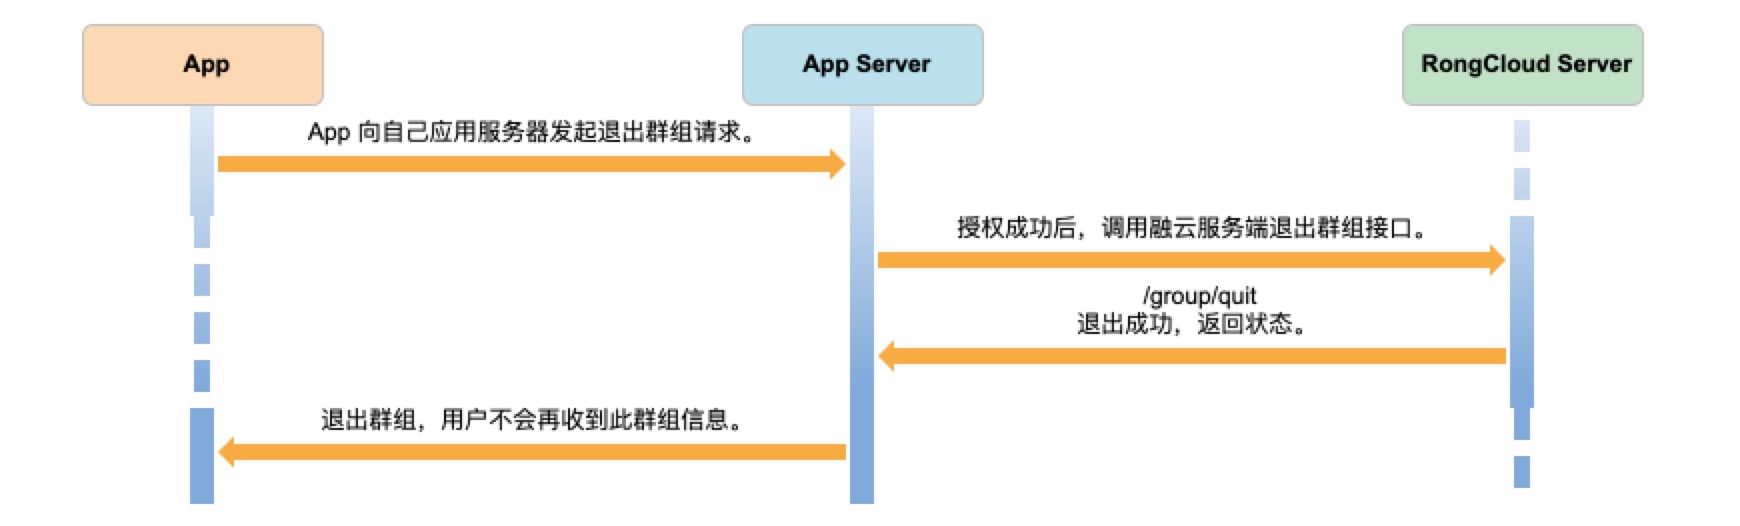 App
App Server
RongCloud Server
App 向自己应用服务器发起退出群组请求。
授权成功后，调用融云服务端退出群组接口。
/group/quit
退出成功，返回状态。
退出群组，用户不会再收到此群组信息。